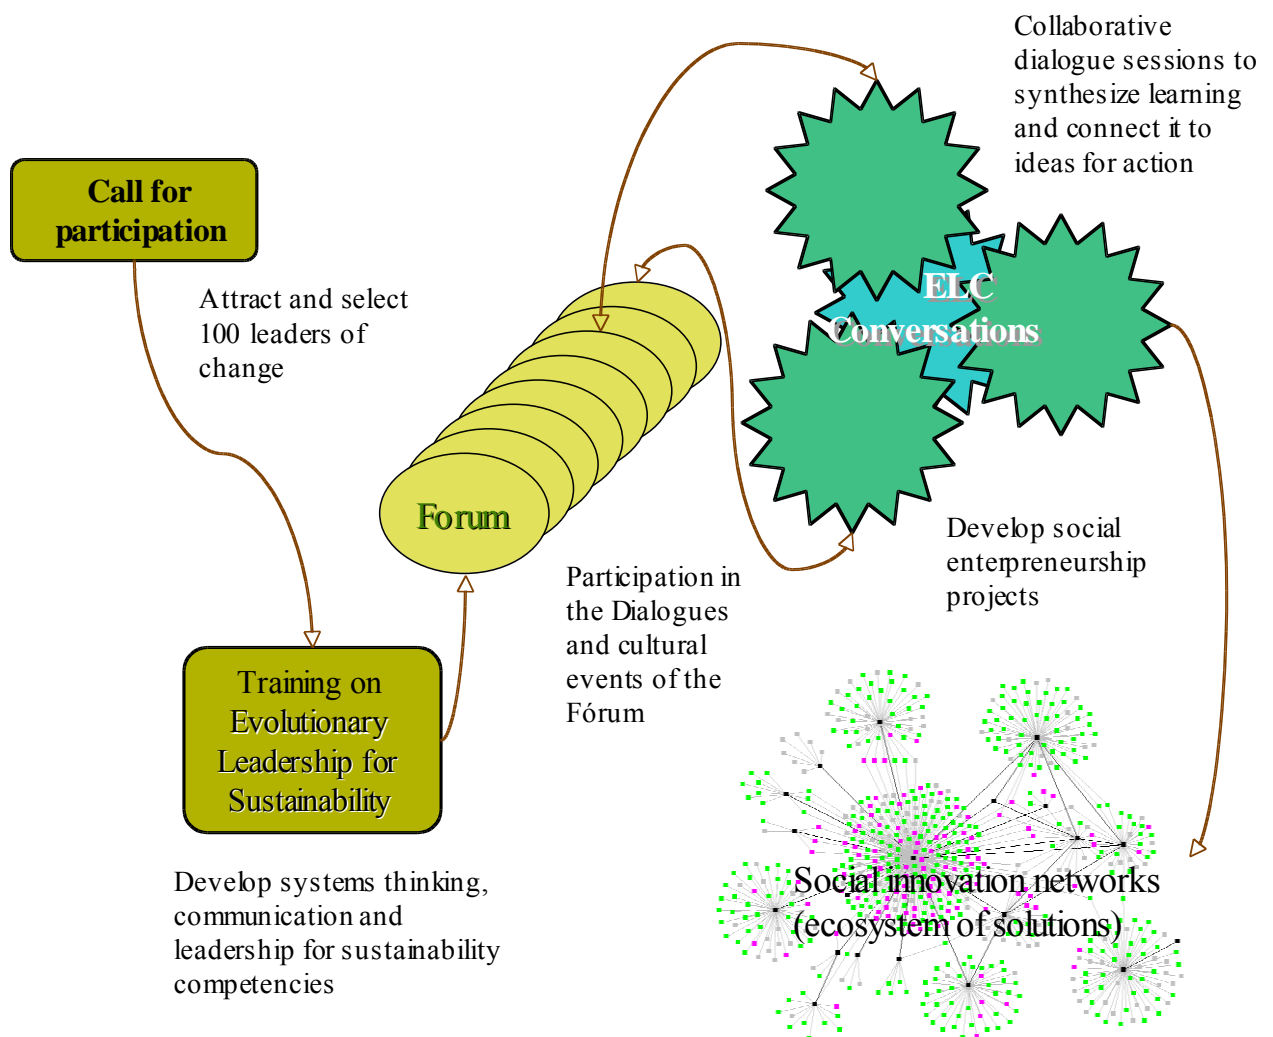 Collaborative
dialogue sessions to
synthesize learning
and connect it to
ideas for action
Call for
participation
Attract and select
100 leaders of
change
ELC
Conversations
Forum
Develop social
enterpreneurship
projects
Participation in
the Dialogues
and cultural
events of the
Fórum
Training on
Evolutionary
Leadership for
Sustainability
Develop systems thinking,
communication and
leadership for sustainability
competencies
Social innovation networks
(ecosystem of solutions)